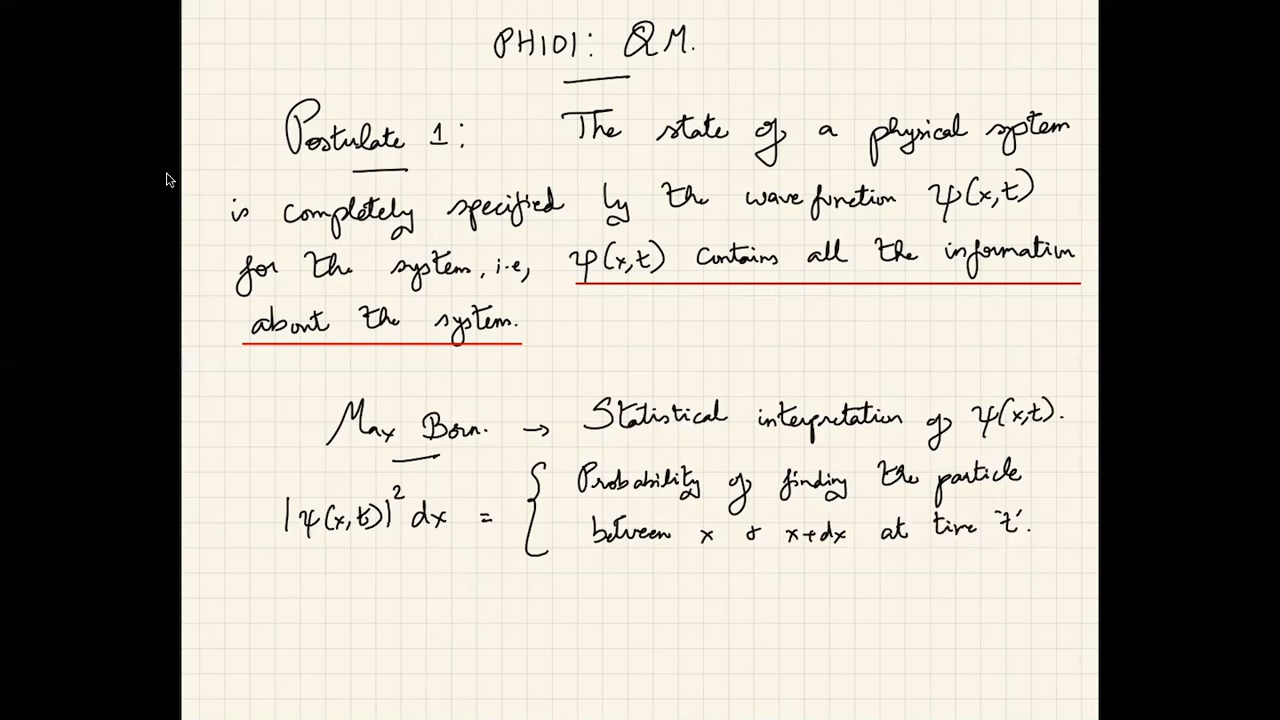 PH101: QM.
Postulate 1: The state of a physical system
is completely specified by the wave function ψ(x,t)
for the system, i.e, ψ(x,t) contains all the information
about the system.
Max Born. → Statistical interpretation of ψ(x,t).
|ψ(x,t)|² dx = { Probability of finding the particle
between x & x+dx at time 't'.